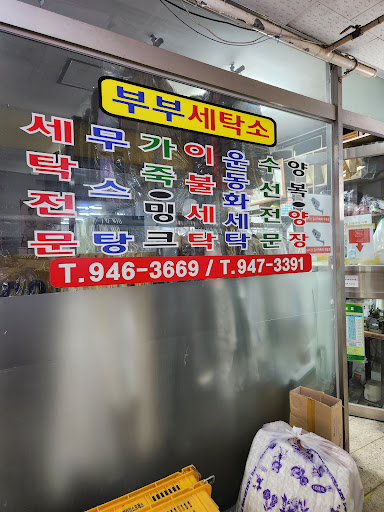 부부세탁소
세탁전문
무스탕
가죽•밍크
이불세탁
운동화세탁
수선전문
양복•양장
T.946-3669 / T.947-3391